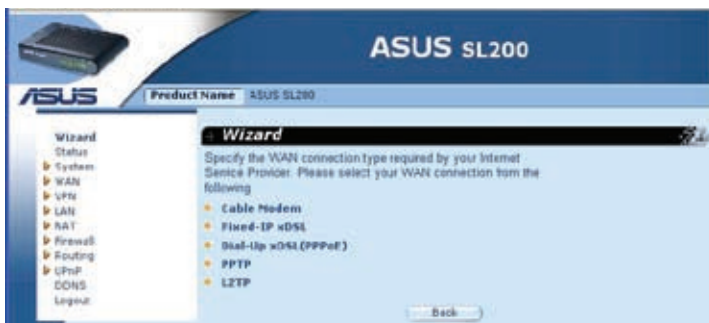 ASUS SL200
ASUS
Product Name ASUS SL200
Wizard
Status
System
WAN
VPN
LAN
NAT
Firewall
Routing
UPnP
DDNS
Logout
Wizard
Specify the WAN connection type required by your Internet
Service Provider. Please select your WAN connection from the
following
Cable Modem
Fixed-IP xDSL
Dial-Up xDSL (PPPoE)
PPTP
L2TP
Back